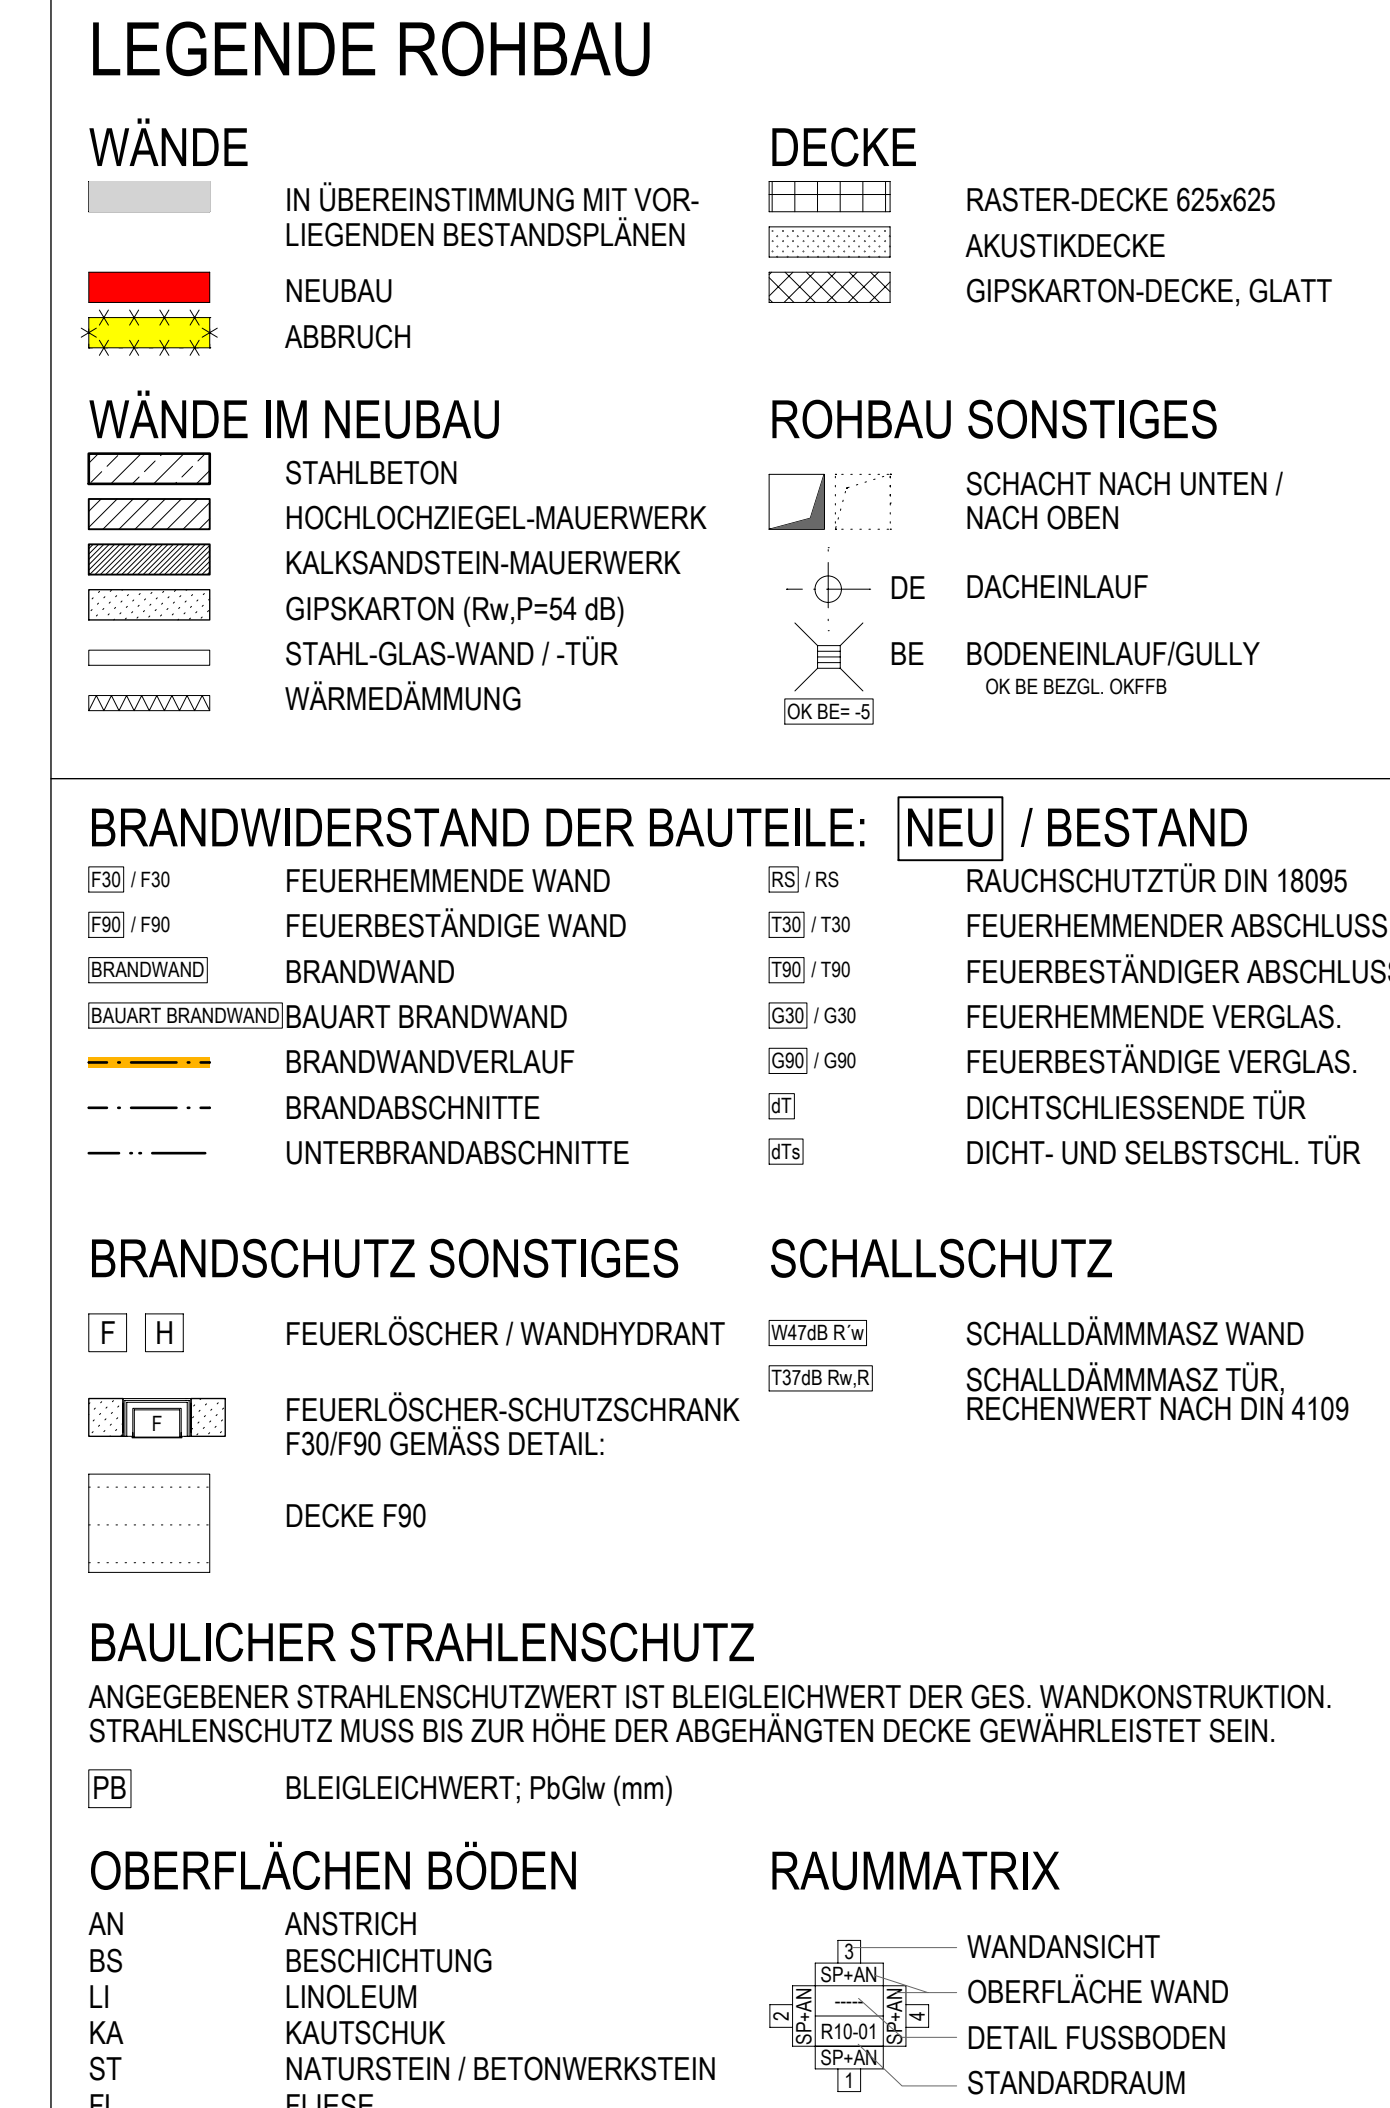 LEGENDE ROHBAU
WÄNDE
IN ÜBEREINSTIMMUNG MIT VOR-
LIEGENDEN BESTANDSPLÄNEN
NEUBAU
ABBRUCH
DECKE
RASTER-DECKE 625x625
AKUSTIKDECKE
GIPSKARTON-DECKE, GLATT
WÄNDE IM NEUBAU
STAHLBETON
HOCHLOCHZIEGEL-MAUERWERK
KALKSANDSTEIN-MAUERWERK
GIPSKARTON (Rw,P=54 dB)
STAHL-GLAS-WAND / -TÜR
WÄRMEDÄMMUNG
ROHBAU SONSTIGES
SCHACHT NACH UNTEN /
NACH OBEN
DE DACHEINLAUF
BE BODENEINLAUF/GULLY
OK BE BEZGL. OKFFB
OK BE= -5
BRANDWIDERSTAND DER BAUTEILE: NEU / BESTAND
F30 / F30 FEUERHEMMENDE WAND
F90 / F90 FEUERBESTÄNDIGE WAND
BRANDWAND BRANDWAND
BAUART BRANDWAND BAUART BRANDWAND
BRANDWANDVERLAUF
BRANDABSCHNITTE
UNTERBRANDABSCHNITTE
RS / RS RAUCHSCHUTZTÜR DIN 18095
T30 / T30 FEUERHEMMENDER ABSCHLUSS
T90 / T90 FEUERBESTÄNDIGER ABSCHLUSS
G30 / G30 FEUERHEMMENDE VERGLAS.
G90 / G90 FEUERBESTÄNDIGE VERGLAS.
dT DICHTSCHLIESSENDE TÜR
dTs DICHT- UND SELBSTSCHL. TÜR
BRANDSCHUTZ SONSTIGES
F H FEUERLÖSCHER / WANDHYDRANT
F FEUERLÖSCHER-SCHUTZSCHRANK
F30/F90 GEMÄSS DETAIL:
DECKE F90
SCHALLSCHUTZ
W47dB R´w SCHALLDÄMMMASZ WAND
T37dB Rw,R SCHALLDÄMMMASZ TÜR,
RECHENWERT NACH DIN 4109
BAULICHER STRAHLENSCHUTZ
ANGEGEBENER STRAHLENSCHUTZWERT IST BLEIGLEICHWERT DER GES. WANDKONSTRUKTION.
STRAHLENSCHUTZ MUSS BIS ZUR HÖHE DER ABGEHÄNGTEN DECKE GEWÄHRLEISTET SEIN.
PB BLEIGLEICHWERT; PbGlw (mm)
OBERFLÄCHEN BÖDEN
AN ANSTRICH
BS BESCHICHTUNG
LI LINOLEUM
KA KAUTSCHUK
ST NATURSTEIN / BETONWERKSTEIN
FL FLIESE
RAUMMATRIX
3
SP+AN
2 SP+AN ----- SP+AN 4
R10-01
SP+AN
1
WANDANSICHT
OBERFLÄCHE WAND
DETAIL FUSSBODEN
STANDARDRAUM